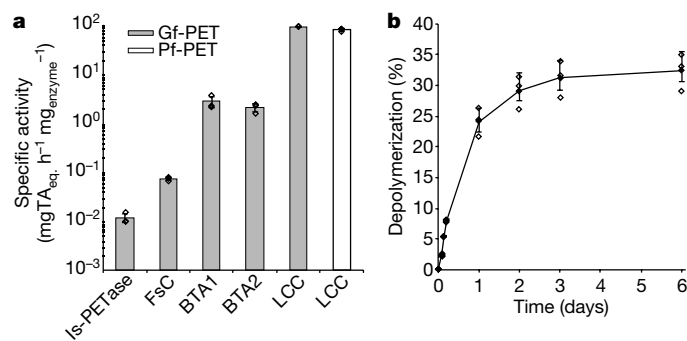 a
Gf-PET
Pf-PET
Specific activity
(mgTAeq. h−1 mgenzyme−1)
10²
10¹
10⁰
10−1
10−2
10−3
Is-PETase
FsC
BTA1
BTA2
LCC
LCC
b
Depolymerization (%)
40
35
30
25
20
15
10
5
0
0
1
2
3
4
5
6
Time (days)